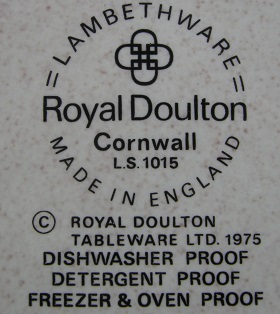 =LAMBETHWARE=
Royal Doulton
Cornwall
L.S. 1015
MADE IN ENGLAND
© ROYAL DOULTON
TABLEWARE LTD. 1975
DISHWASHER PROOF
DETERGENT PROOF
FREEZER & OVEN PROOF